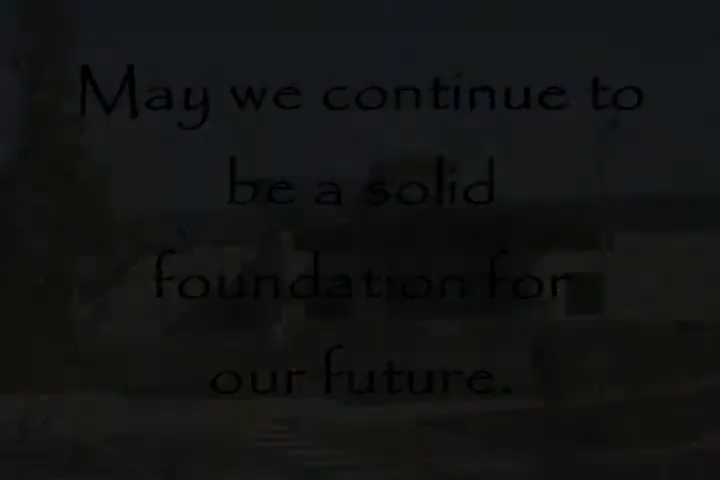 May we continue to
be a solid
foundation for
our future.